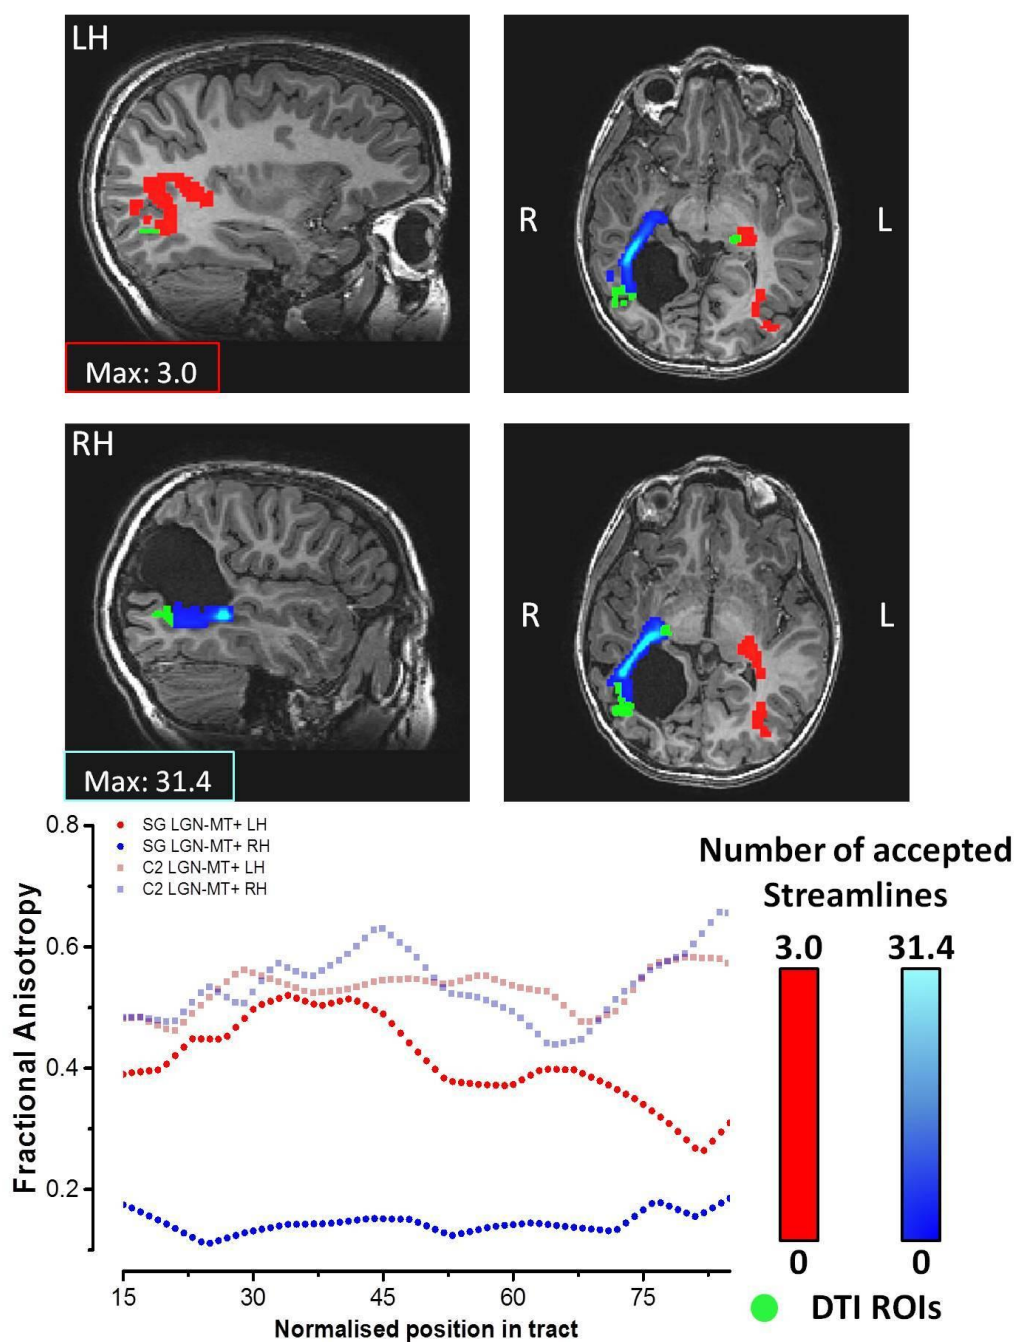 LH
R
L
Max: 3.0
RH
R
L
Max: 31.4
0.8
0.6
0.4
0.2
Fractional Anisotropy
SG LGN-MT+ LH
SG LGN-MT+ RH
C2 LGN-MT+ LH
C2 LGN-MT+ RH
15 30 45 60 75
Normalised position in tract
Number of accepted
Streamlines
3.0 31.4
0 0
DTI ROIs